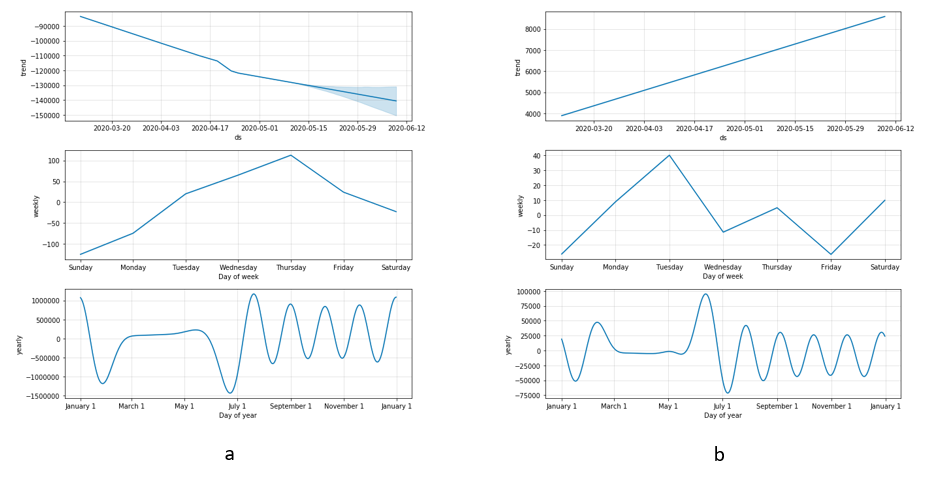 −90000
−100000
−110000
−120000
−130000
−140000
−150000
trend
2020-03-20 2020-04-03 2020-04-17 2020-05-01 2020-05-15 2020-05-29 2020-06-12
ds
100
50
0
−50
−100
weekly
Sunday Monday Tuesday Wednesday Thursday Friday Saturday
Day of week
1000000
500000
0
−500000
−1000000
−1500000
yearly
January 1 March 1 May 1 July 1 September 1 November 1 January 1
Day of year
a
8000
7000
6000
5000
4000
trend
2020-03-20 2020-04-03 2020-04-17 2020-05-01 2020-05-15 2020-05-29 2020-06-12
ds
40
30
20
10
0
−10
−20
weekly
Sunday Monday Tuesday Wednesday Thursday Friday Saturday
Day of week
100000
75000
50000
25000
0
−25000
−50000
−75000
yearly
January 1 March 1 May 1 July 1 September 1 November 1 January 1
Day of year
b